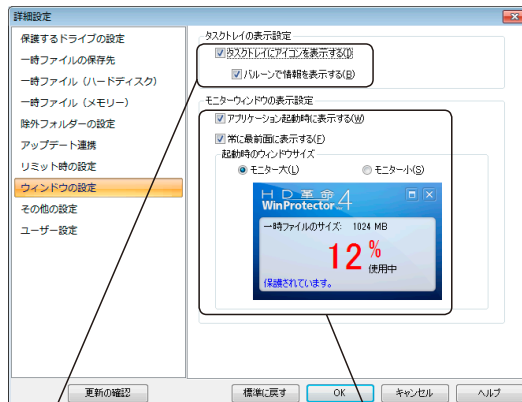 詳細設定
保護するドライブの設定
一時ファイルの保存先
一時ファイル（ハードディスク）
一時ファイル（メモリー）
除外フォルダーの設定
アップデート連携
リミット時の設定
ウィンドウの設定
その他の設定
ユーザー設定
タスクトレイの表示設定
タスクトレイにアイコンを表示する(I)
バルーンで情報を表示する(B)
モニターウィンドウの表示設定
アプリケーション起動時に表示する(W)
常に最前面に表示する(F)
起動時のウィンドウサイズ
モニター大(L) モニター小(S)
HD革命
WinProtector 4
一時ファイルのサイズ: 1024 MB
12% 使用中
保護されています。
更新の確認 標準に戻す OK キャンセル ヘルプ